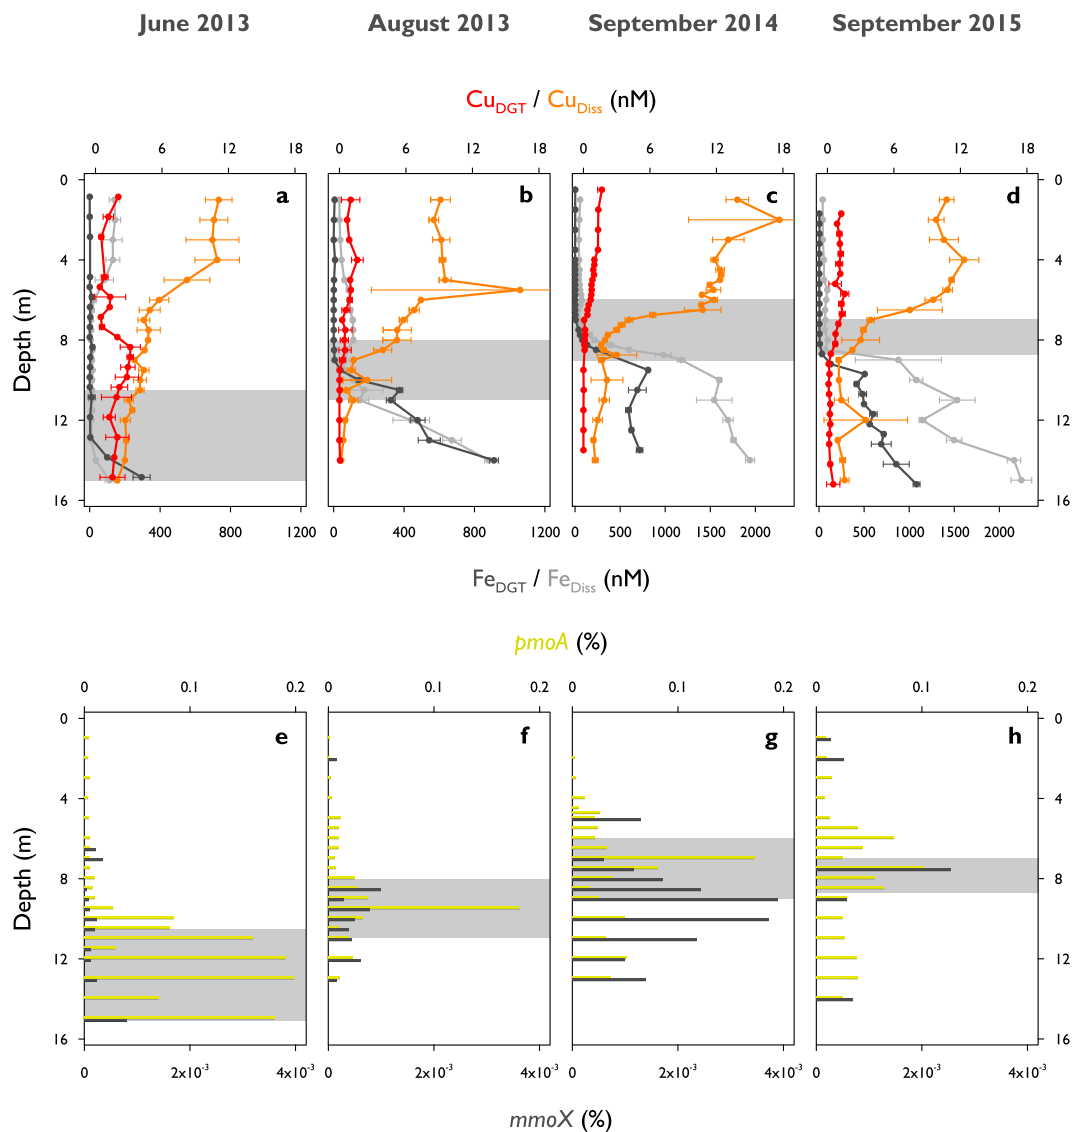 June 2013 August 2013 September 2014 September 2015
CuDGT / CuDiss (nM)
0 6 12 18 0 6 12 18 0 6 12 18 0 6 12 18
a b c d
Depth (m)
0 4 8 12 16
0 4 8 12 16
0 400 800 1200 0 400 800 1200 0 500 1000 1500 2000 0 500 1000 1500 2000
FeDGT / FeDiss (nM)
pmoA (%)
0 0.1 0.2 0 0.1 0.2 0 0.1 0.2 0 0.1 0.2
e f g h
Depth (m)
0 4 8 12 16
0 4 8 12 16
0 2x10-3 4x10-3 0 2x10-3 4x10-3 0 2x10-3 4x10-3 0 2x10-3 4x10-3
mmoX (%)